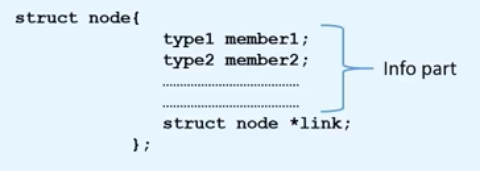 struct node{
type1 member1;
type2 member2;
................................
................................
Info part
struct node *link;
};